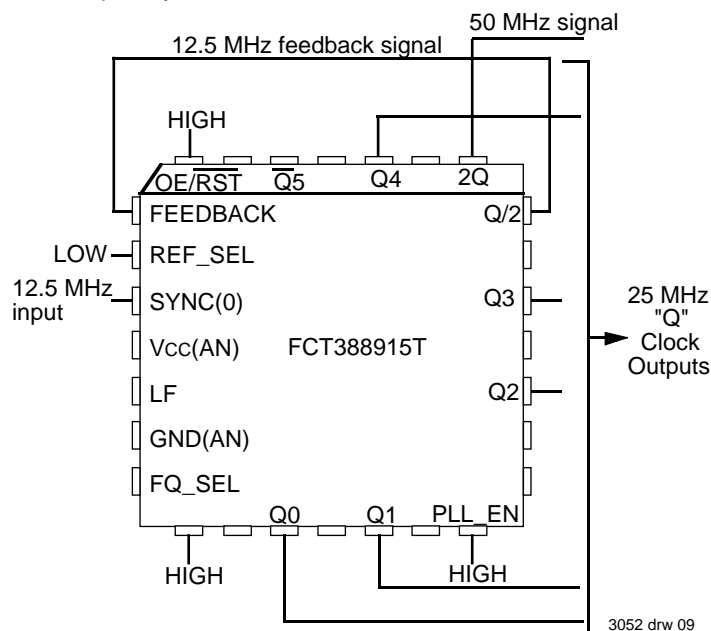 50 MHz signal
12.5 MHz feedback signal
HIGH
OE/RST Q5 Q4 2Q
FEEDBACK Q/2
LOW REF_SEL
12.5 MHz
input
SYNC(0) Q3
25 MHz
"Q"
Clock
Outputs
VCC(AN) FCT388915T
LF Q2
GND(AN)
FQ_SEL
Q0 Q1 PLL_EN
HIGH HIGH
3052 drw 09